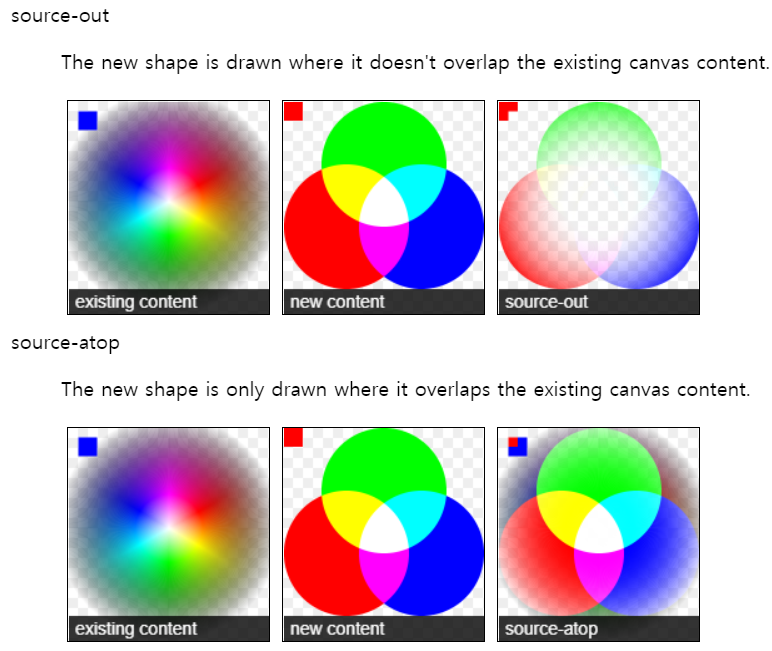 source-out
The new shape is drawn where it doesn't overlap the existing canvas content.
existing content
new content
source-out
source-atop
The new shape is only drawn where it overlaps the existing canvas content.
existing content
new content
source-atop